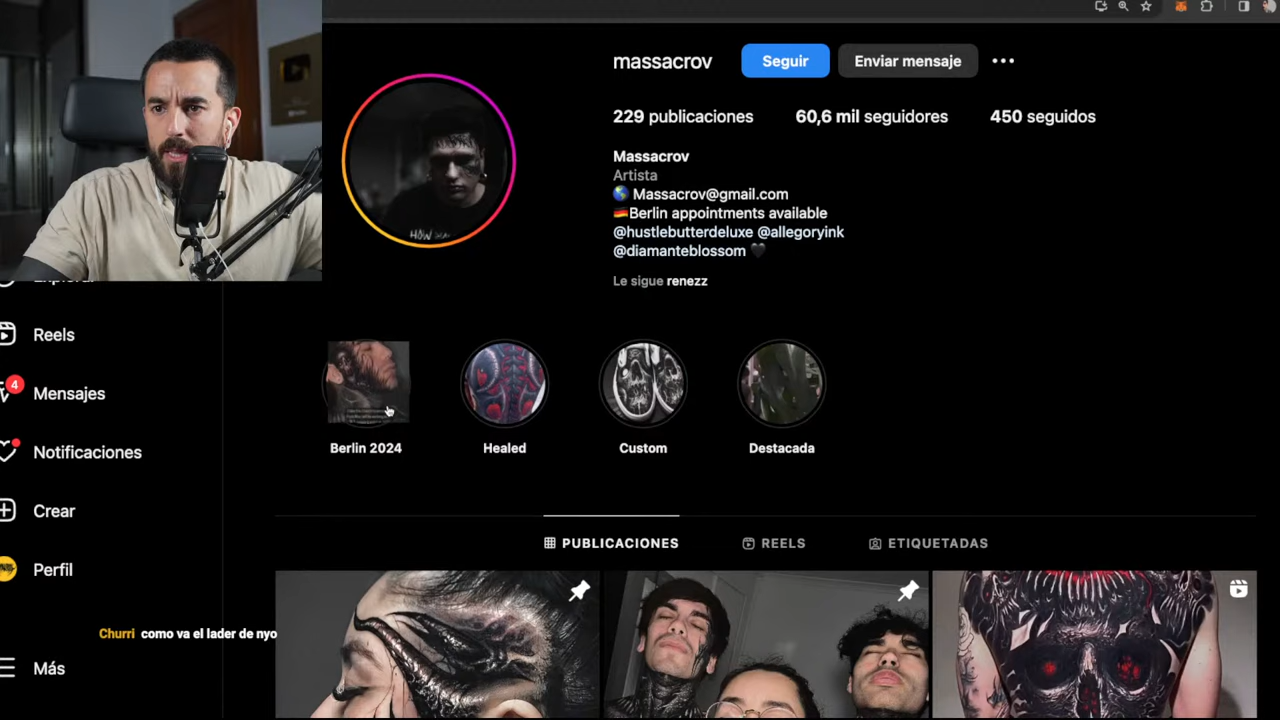 massacrov
Seguir
Enviar mensaje
229 publicaciones
60,6 mil seguidores
450 seguidos
Massacrov
Artista
Massacrov@gmail.com
Berlin appointments available
@hustlebutterdeluxe @allegoryink
@diamanteblossom 🖤
Le sigue renezz
Reels
4
Mensajes
Notificaciones
Crear
Perfil
Más
Berlin 2024
Healed
Custom
Destacada
PUBLICACIONES
REELS
ETIQUETADAS
Churri como va el lader de nyo